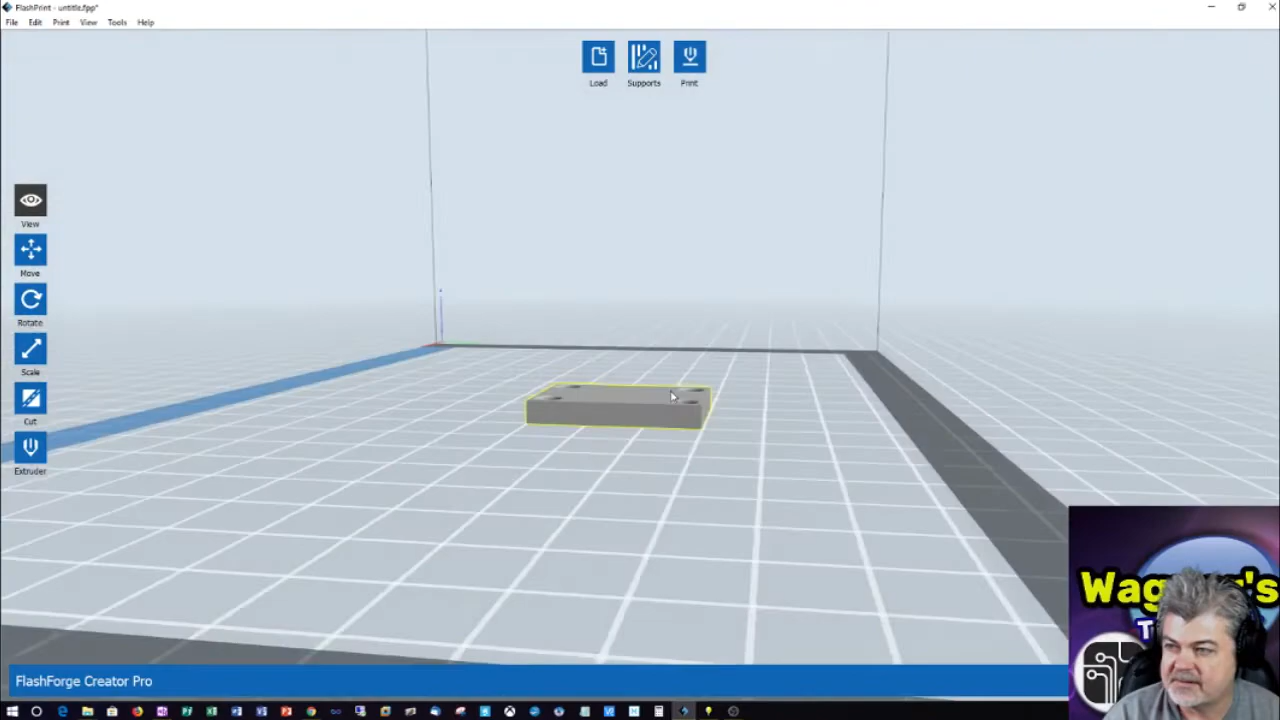 FlashPrint - untitle.fpp*
File Edit Print View Tools Help
Load Supports Print
View
Move
Rotate
Scale
Cut
Extruder
FlashForge Creator Pro